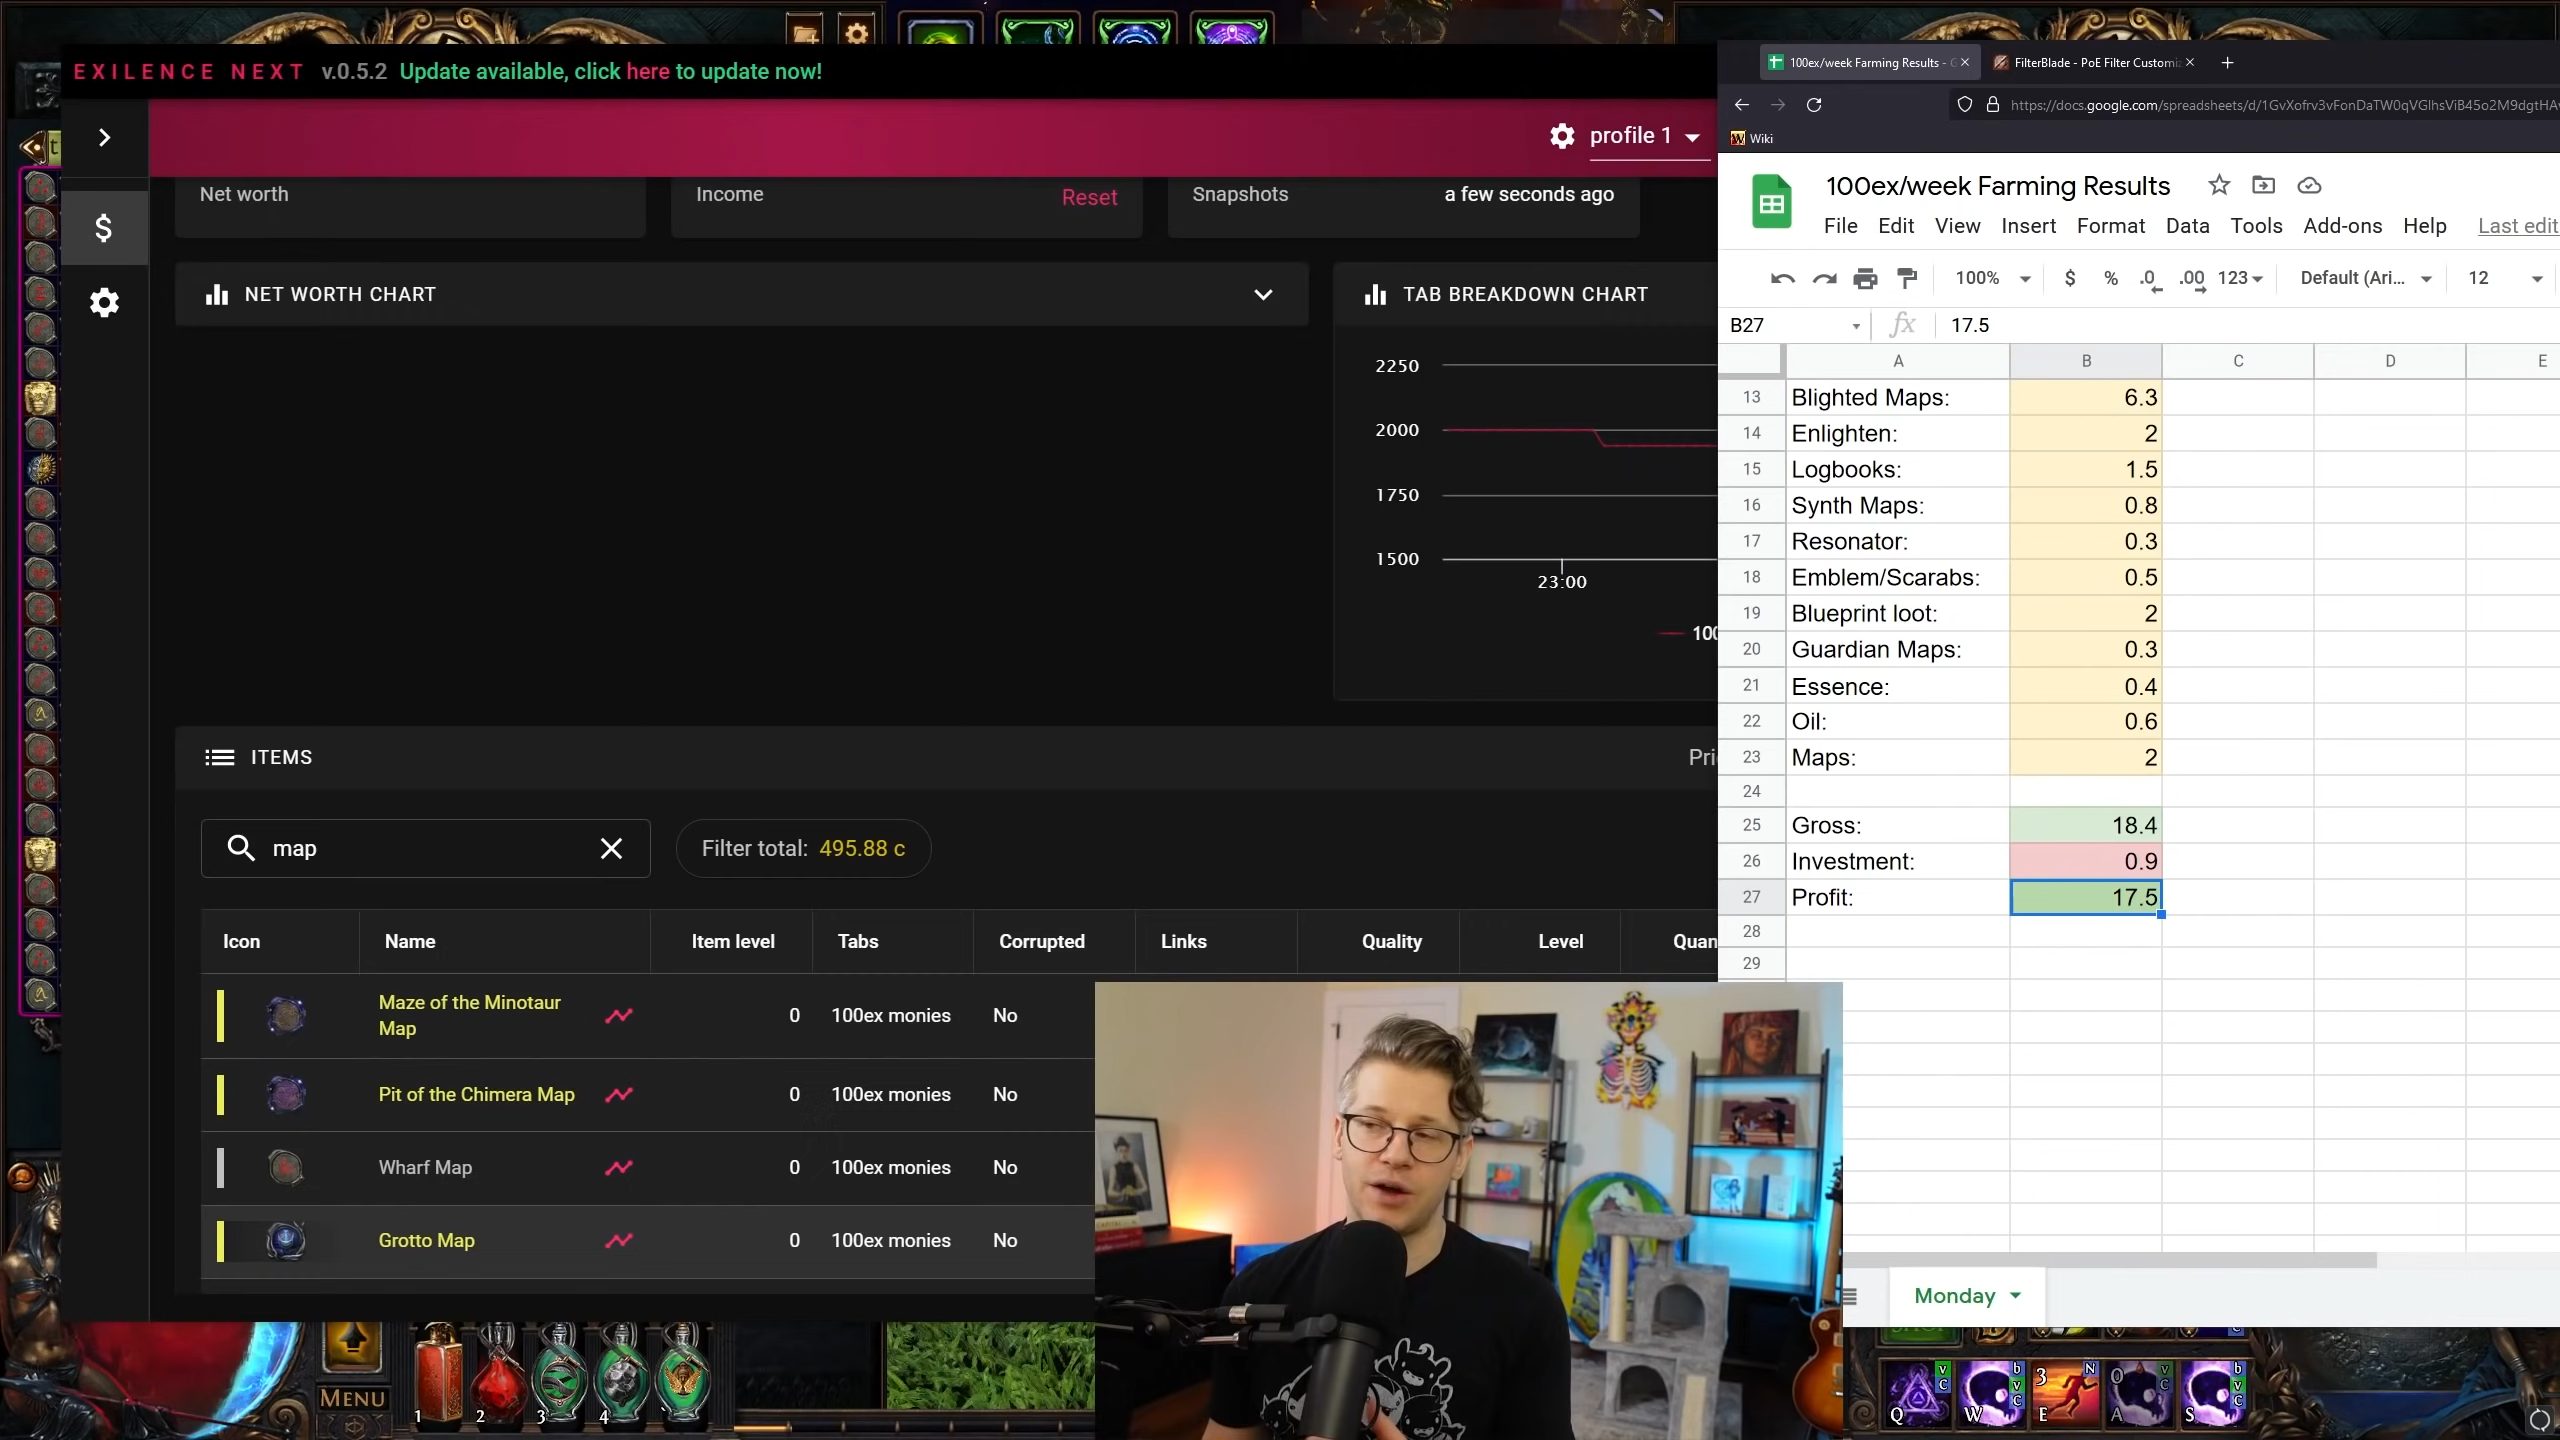 EXILENCE NEXT v.0.5.2 Update available, click here to update now!
profile 1
Net worth
Income
Reset
Snapshots
a few seconds ago
NET WORTH CHART
TAB BREAKDOWN CHART
2250
2000
1750
1500
23:00
ITEMS
map
Filter total: 495.88 c
Icon Name Item level Tabs Corrupted Links Quality Level
Maze of the Minotaur
Map
0 100ex monies No
Pit of the Chimera Map 0 100ex monies No
Wharf Map 0 100ex monies No
Grotto Map 0 100ex monies No
100ex/week Farming Results - G
FilterBlade - PoE Filter Customiz
https://docs.google.com/spreadsheets/d/1GvXofrv3vFonDaTW0qVGlhsViB45o2M9dgtHA
Wiki
100ex/week Farming Results
File Edit View Insert Format Data Tools Add-ons Help Last edit
100% $ % .0 .00 123 Default (Ari... 12
B27 fx 17.5
A B C D E
13 Blighted Maps: 6.3
14 Enlighten: 2
15 Logbooks: 1.5
16 Synth Maps: 0.8
17 Resonator: 0.3
18 Emblem/Scarabs: 0.5
19 Blueprint loot: 2
20 Guardian Maps: 0.3
21 Essence: 0.4
22 Oil: 0.6
23 Maps: 2
24
25 Gross: 18.4
26 Investment: 0.9
27 Profit: 17.5
28
29
Monday
MENU
1 2 3 4
Q W E A S